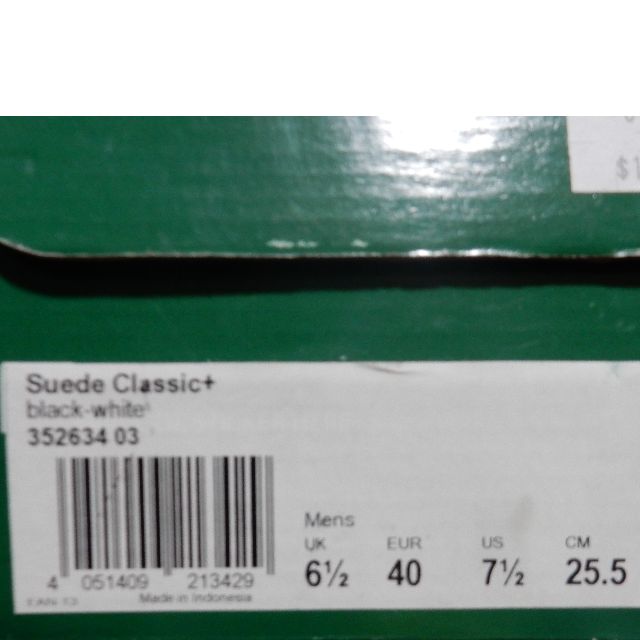 $1
Suede Classic+
black-white
352634 03
Mens
UK EUR US CM
6½ 40 7½ 25.5
4 051409 213429
EAN 13 Made in Indonesia